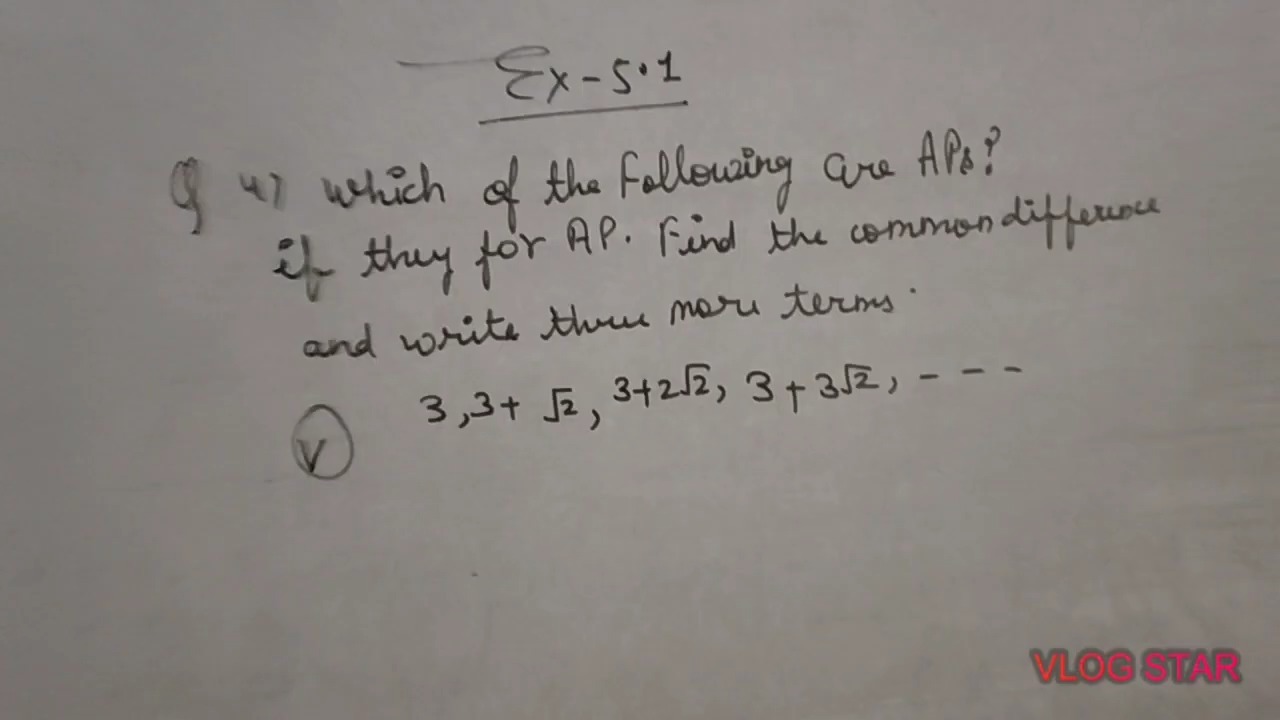 Ex-5.1
Q 4) Which of the Following are APs?
if they for AP. Find the common difference
and write three more terms.
V 3, 3+ √2, 3+2√2, 3+3√2, - - -
VLOG STAR